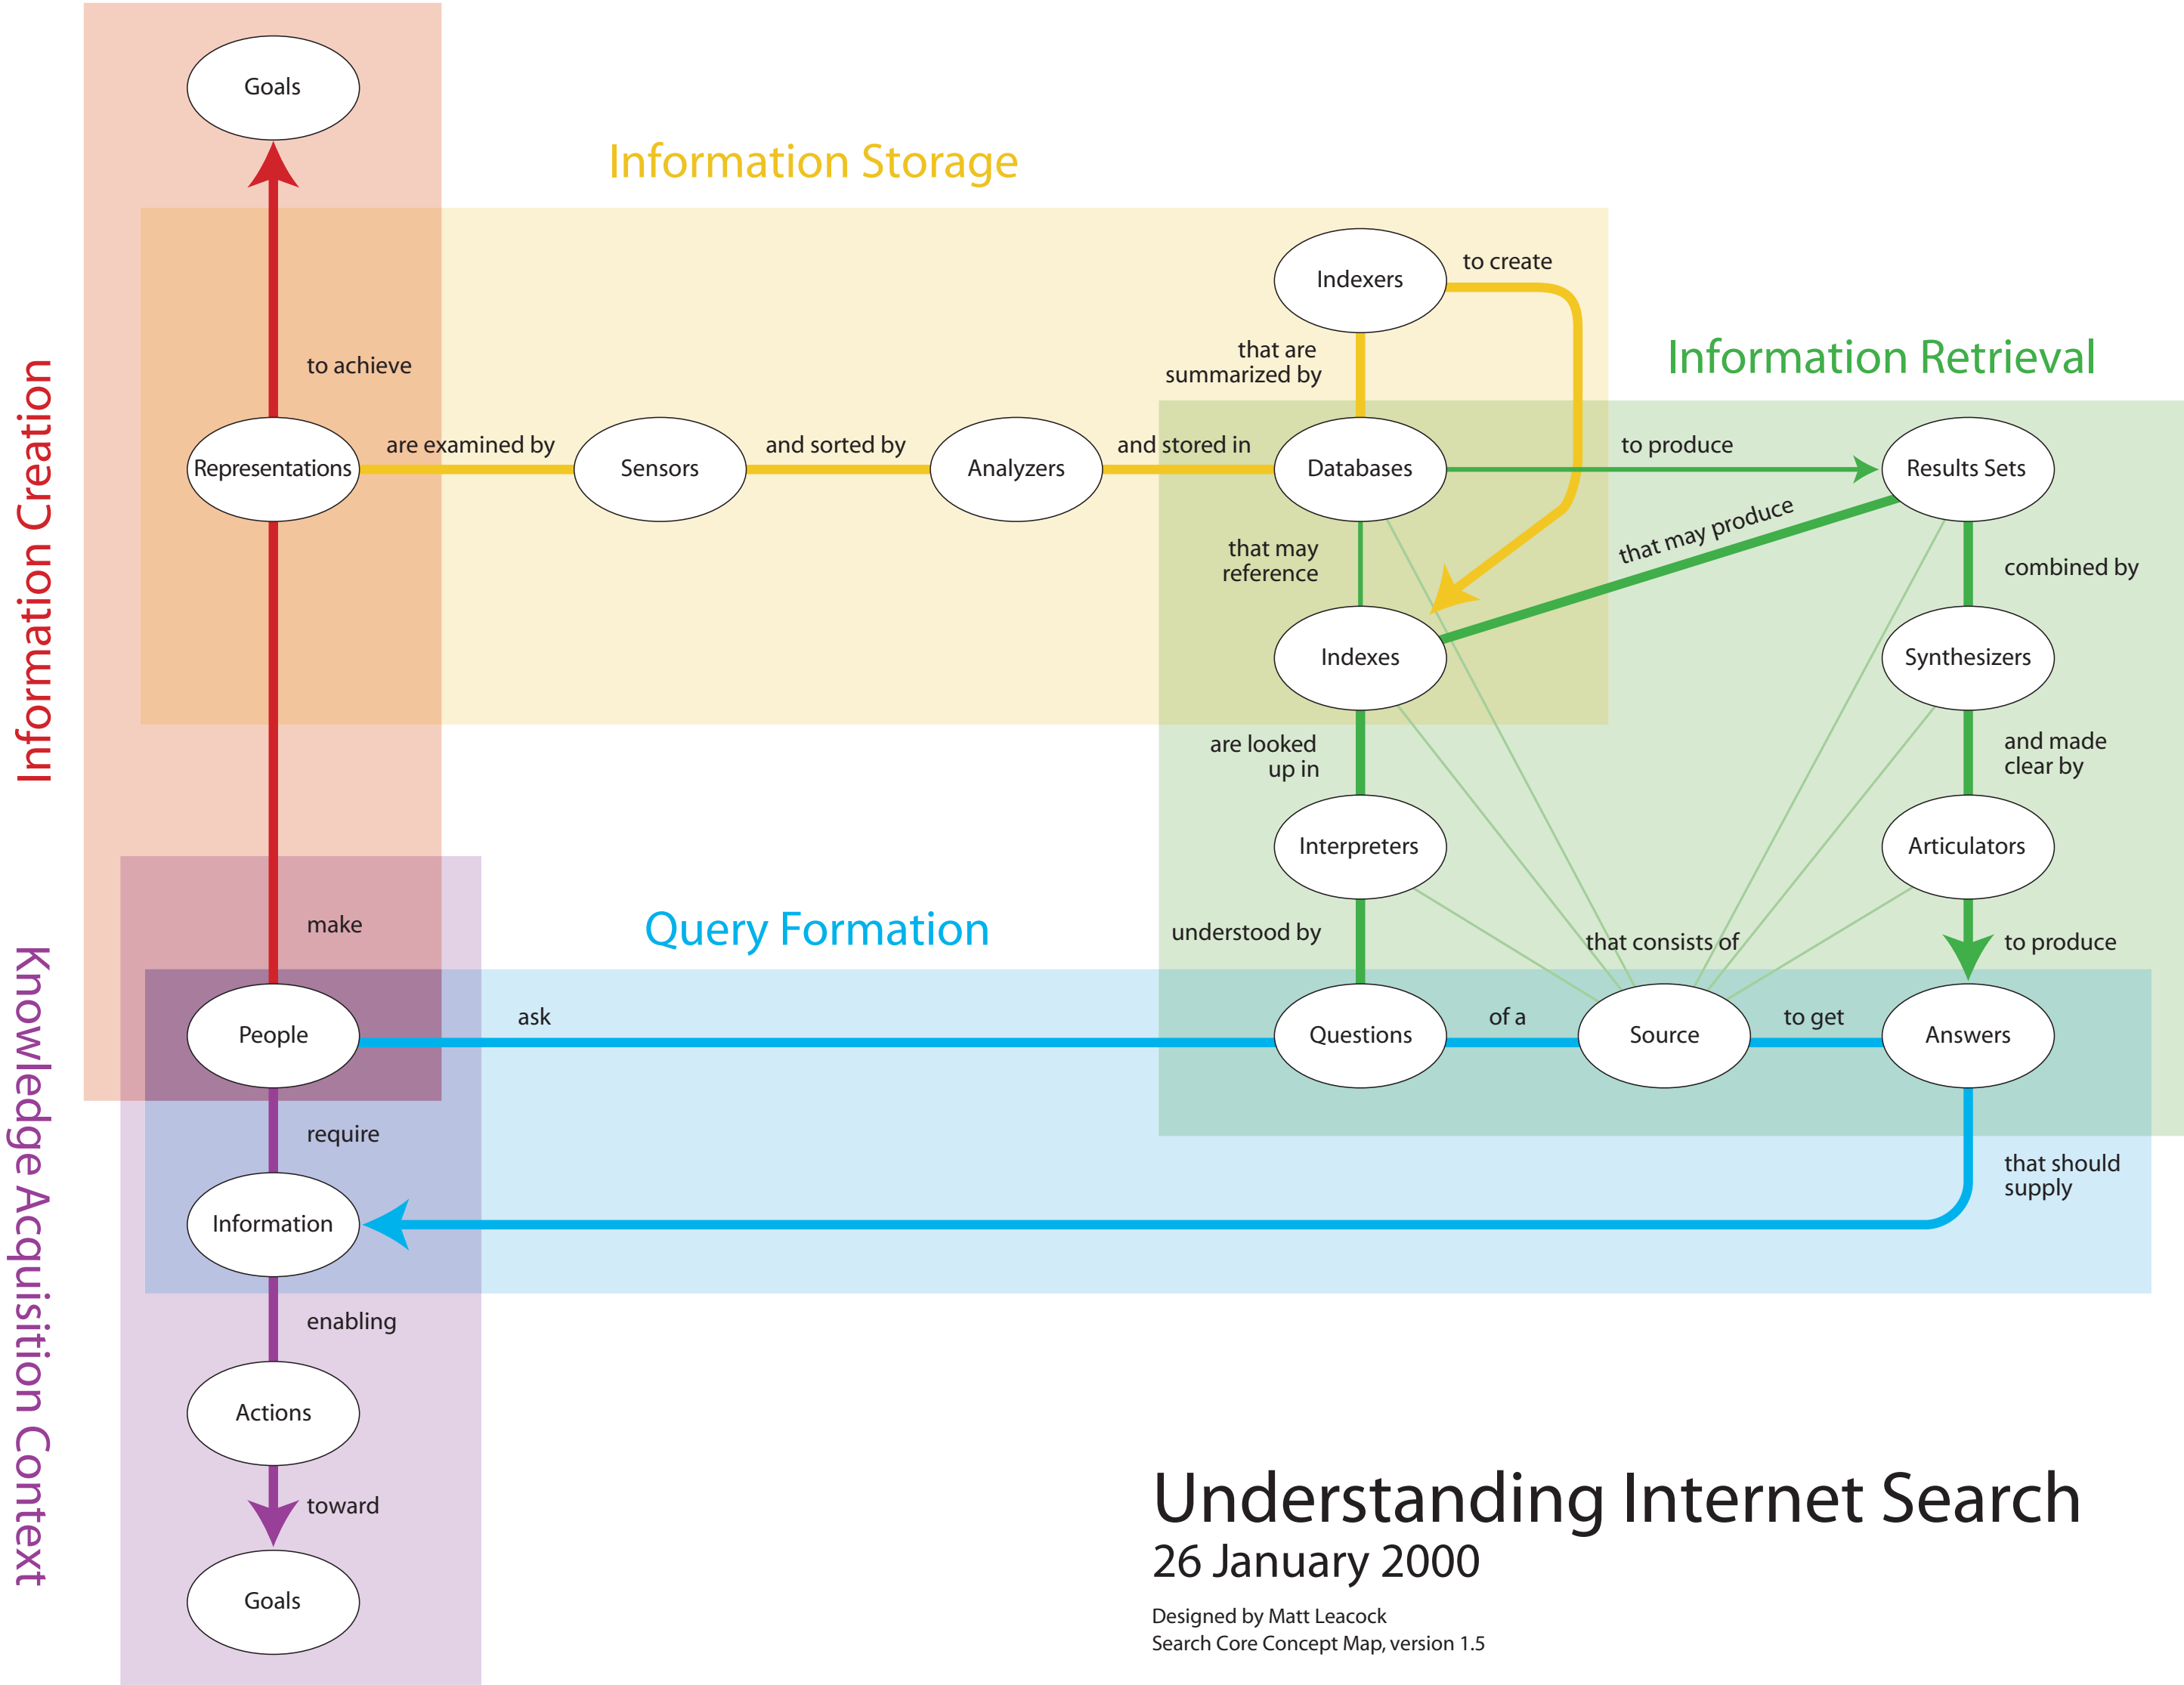 Goals
Information Storage
Indexers
to create
that are
summarized by
Information Retrieval
to achieve
Information Creation
Representations
are examined by
Sensors
and sorted by
Analyzers
and stored in
Databases
to produce
Results Sets
that may produce
that may
reference
combined by
Indexes
Synthesizers
are looked
up in
and made
clear by
Interpreters
Articulators
make
Query Formation
understood by
that consists of
to produce
Knowledge Acquisition Context
People
ask
Questions
of a
Source
to get
Answers
require
that should
supply
Information
enabling
Actions
toward
Goals
Understanding Internet Search
26 January 2000
Designed by Matt Leacock
Search Core Concept Map, version 1.5